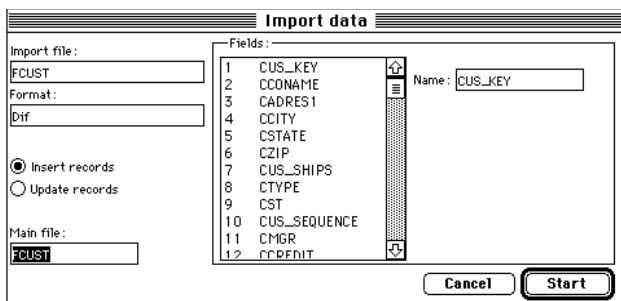 Import data
Import file:
FCUST
Format:
Dif
Insert records
Update records
Main file:
FCUST
Fields:
1 CUS_KEY
2 CCONAME
3 CADRES1
4 CCITY
5 CSTATE
6 CZIP
7 CUS_SHIPS
8 CTYPE
9 CST
10 CUS_SEQUENCE
11 CMGR
12 CCREDIT
Name: CUS_KEY
Cancel Start